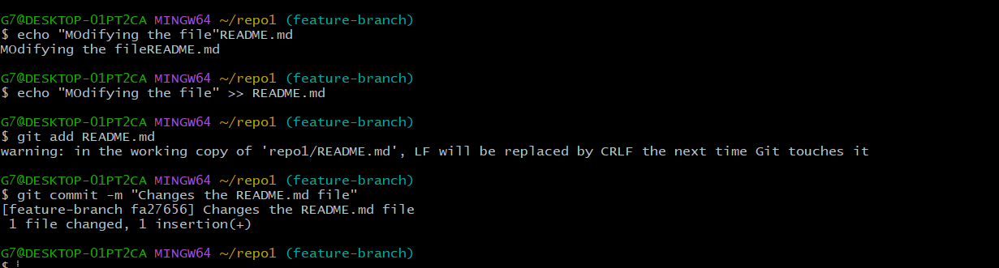 G7@DESKTOP-01PT2CA MINGW64 ~/repo1 (feature-branch)
$ echo "MOdifying the file"README.md
MOdifying the fileREADME.md
G7@DESKTOP-01PT2CA MINGW64 ~/repo1 (feature-branch)
$ echo "MOdifying the file" >> README.md
G7@DESKTOP-01PT2CA MINGW64 ~/repo1 (feature-branch)
$ git add README.md
warning: in the working copy of 'repo1/README.md', LF will be replaced by CRLF the next time Git touches it
G7@DESKTOP-01PT2CA MINGW64 ~/repo1 (feature-branch)
$ git commit -m "Changes the README.md file"
[feature-branch fa27656] Changes the README.md file
 1 file changed, 1 insertion(+)
G7@DESKTOP-01PT2CA MINGW64 ~/repo1 (feature-branch)
$